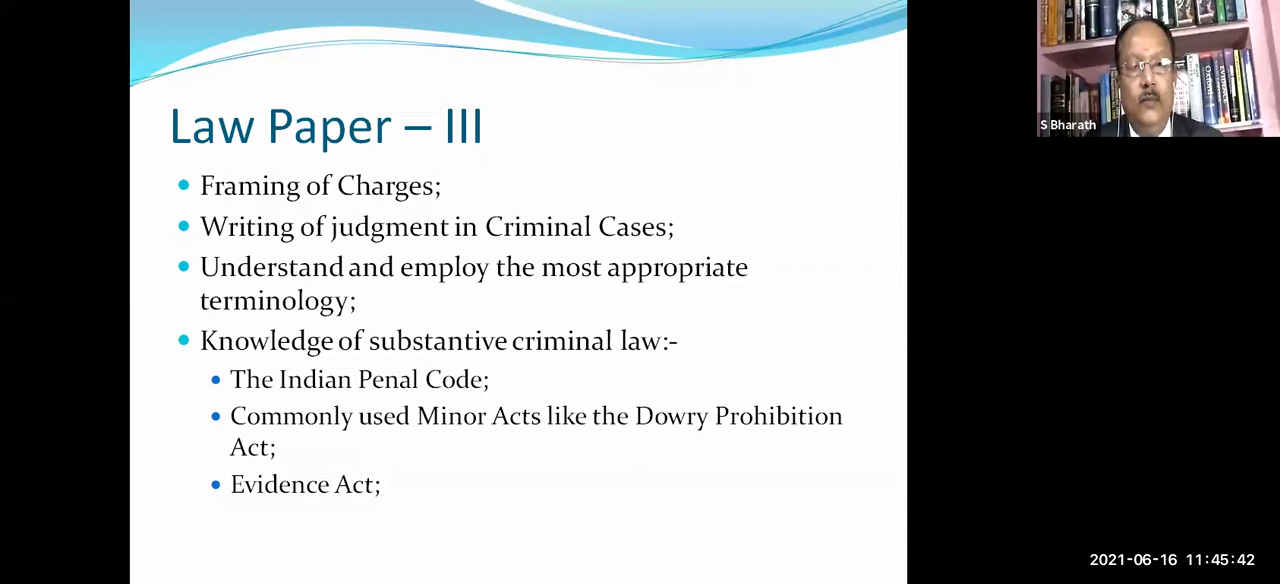 Law Paper – III
Framing of Charges;
Writing of judgment in Criminal Cases;
Understand and employ the most appropriate
terminology;
Knowledge of substantive criminal law:-
The Indian Penal Code;
Commonly used Minor Acts like the Dowry Prohibition
Act;
Evidence Act;
S Bharath
Oxford
2021-06-16 11:45:42